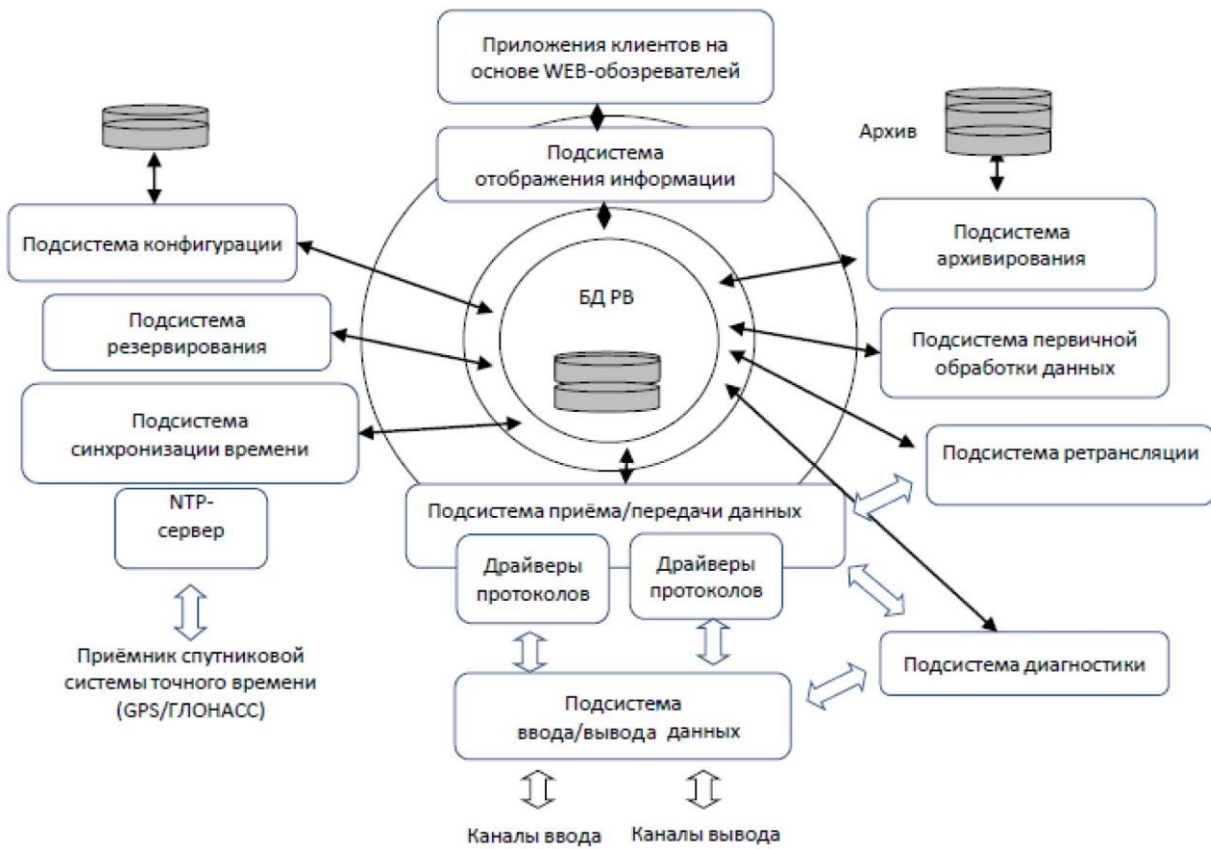 Приложения клиентов на
основе WEB-обозревателей
Архив
Подсистема
отображения информации
Подсистема конфигурации
Подсистема
архивирования
БД РВ
Подсистема
резервирования
Подсистема первичной
обработки данных
Подсистема
синхронизации времени
Подсистема ретрансляции
NTP-
сервер
Подсистема приёма/передачи данных
Драйверы
протоколов
Драйверы
протоколов
Приёмник спутниковой
системы точного времени
(GPS/ГЛОНАСС)
Подсистема диагностики
Подсистема
ввода/вывода данных
Каналы ввода
Каналы вывода